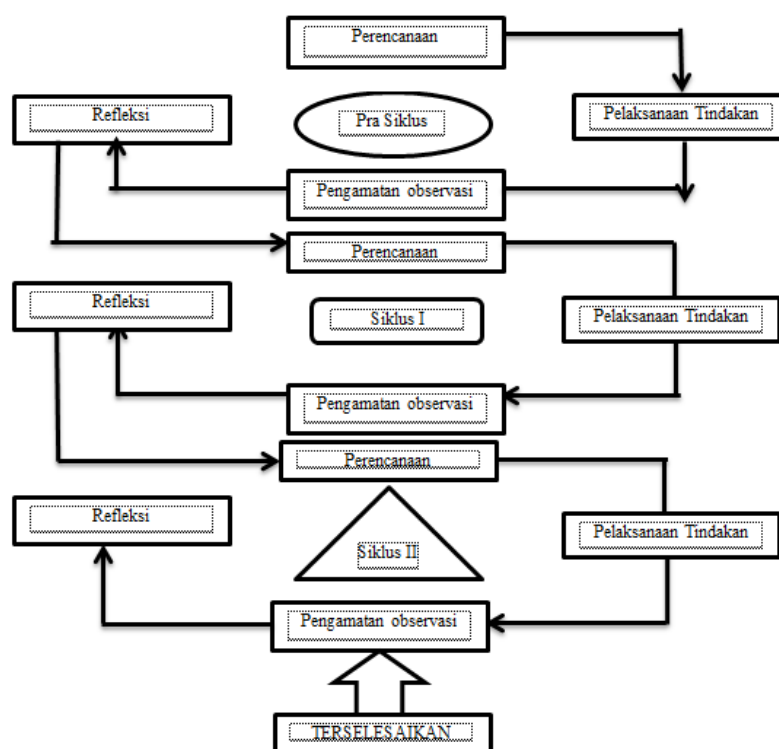 Perencanaan
Refleksi
Pra Siklus
Pelaksanaan Tindakan
Pengamatan observasi
Perencanaan
Refleksi
Siklus I
Pelaksanaan Tindakan
Pengamatan observasi
Perencanaan
Refleksi
Siklus II
Pelaksanaan Tindakan
Pengamatan observasi
TERSELESAIKAN